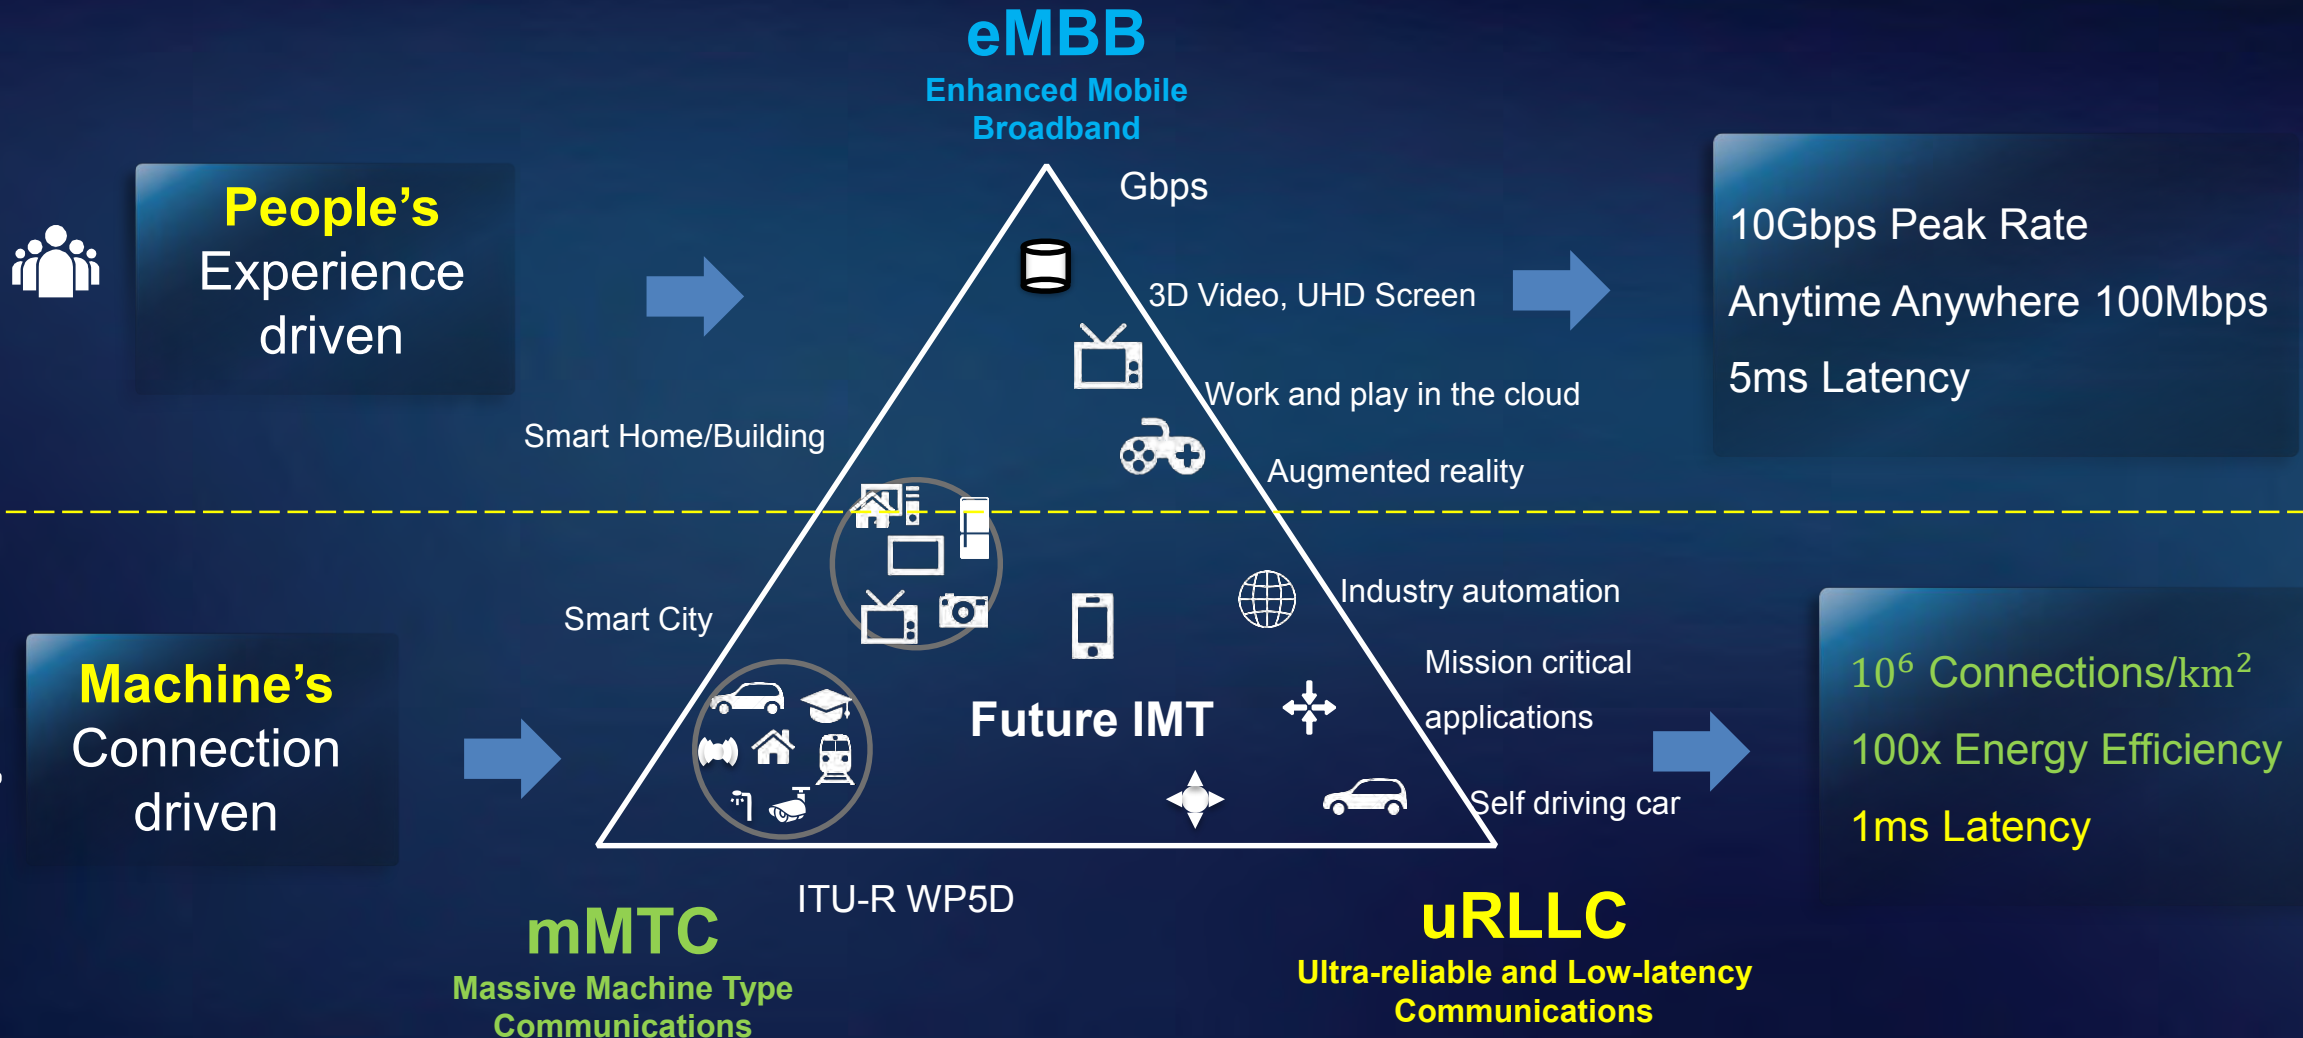 eMBB
Enhanced Mobile
Broadband
Gbps
People's
Experience
driven
10Gbps Peak Rate
Anytime Anywhere 100Mbps
5ms Latency
3D Video, UHD Screen
Work and play in the cloud
Smart Home/Building
Augmented reality
Industry automation
Smart City
Mission critical
applications
Machine's
Connection
driven
Future IMT
Self driving car
10⁶ Connections/km²
100x Energy Efficiency
1ms Latency
ITU-R WP5D
mMTC
Massive Machine Type
Communications
uRLLC
Ultra-reliable and Low-latency
Communications